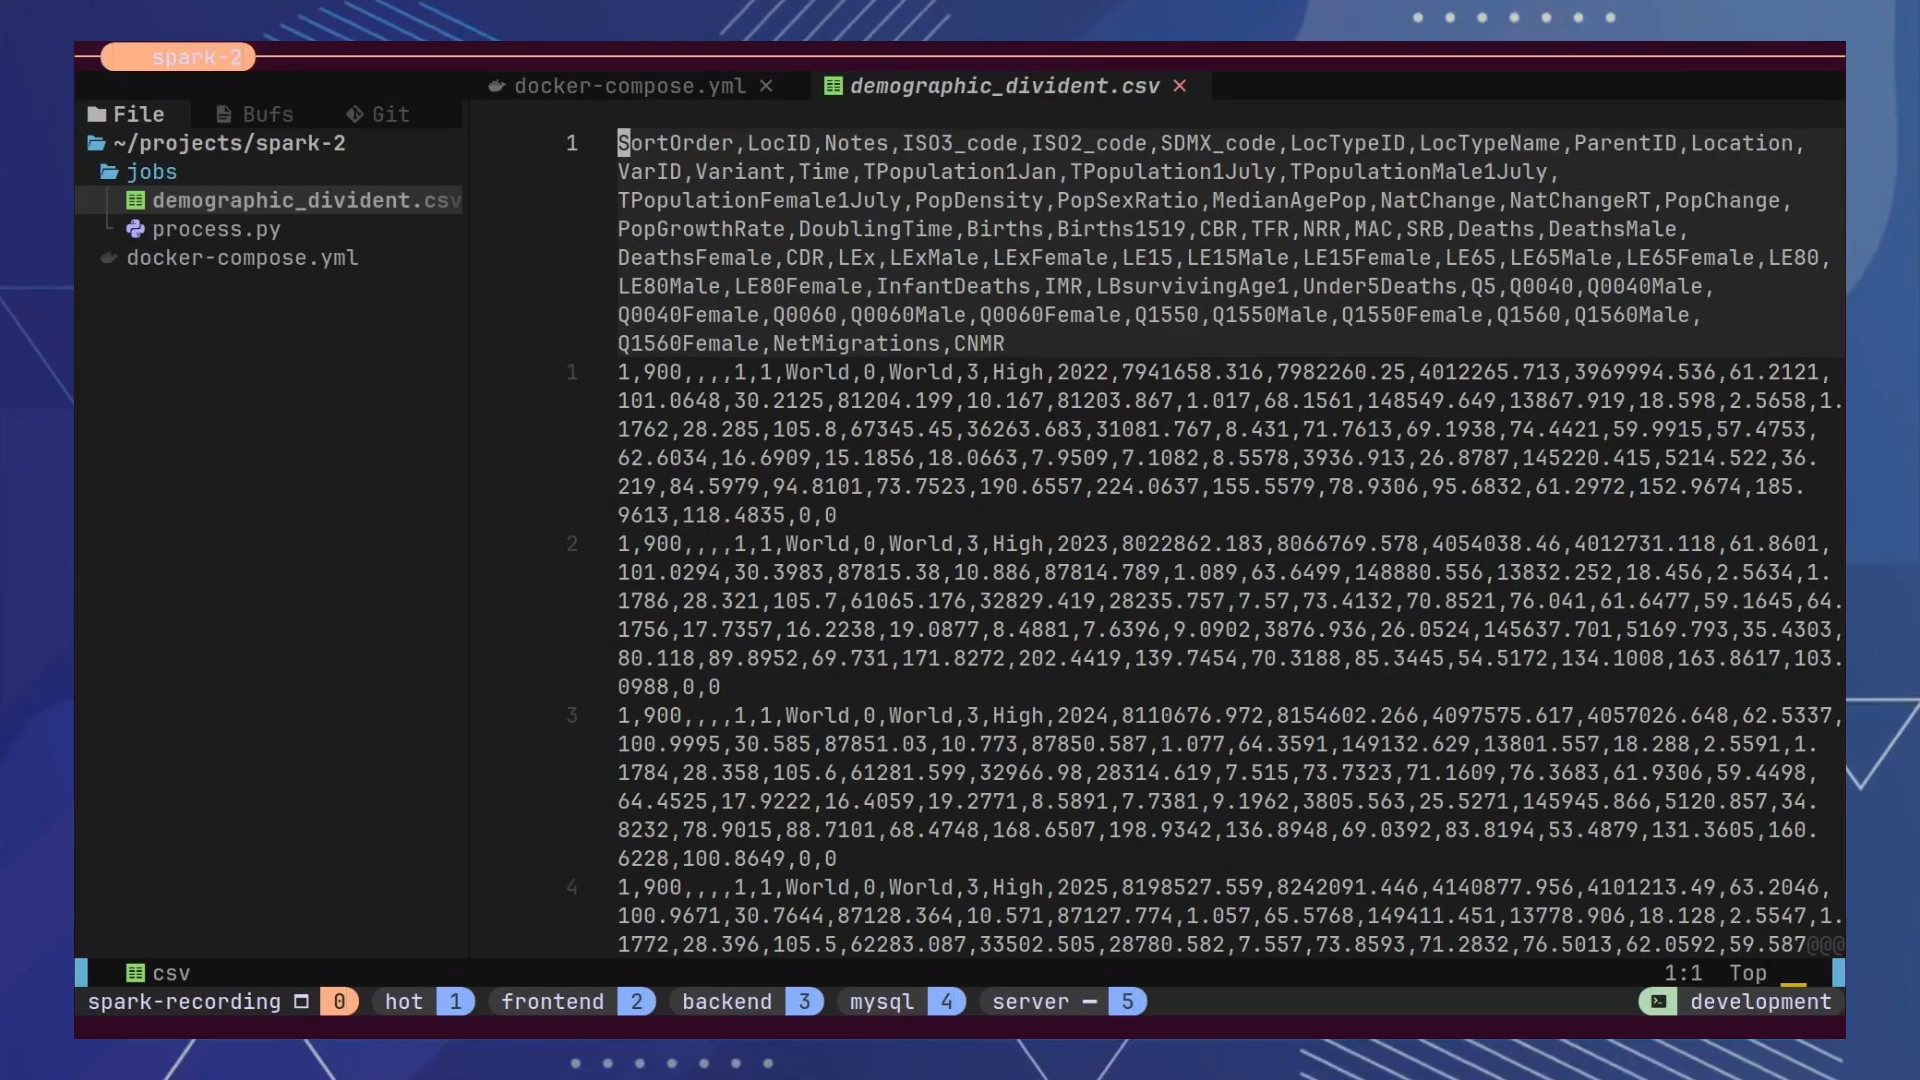 spark-2
docker-compose.yml ×
demographic_divident.csv ×
File Bufs Git
~/projects/spark-2
jobs
demographic_divident.csv
process.py
docker-compose.yml
1 SortOrder,LocID,Notes,ISO3_code,ISO2_code,SDMX_code,LocTypeID,LocTypeName,ParentID,Location,
VarID,Variant,Time,TPopulation1Jan,TPopulation1July,TPopulationMale1July,
TPopulationFemale1July,PopDensity,PopSexRatio,MedianAgePop,NatChange,NatChangeRT,PopChange,
PopGrowthRate,DoublingTime,Births,Births1519,CBR,TFR,NRR,MAC,SRB,Deaths,DeathsMale,
DeathsFemale,CDR,LEx,LExMale,LExFemale,LE15,LE15Male,LE15Female,LE65,LE65Male,LE65Female,LE80,
LE80Male,LE80Female,InfantDeaths,IMR,LBsurvivingAge1,Under5Deaths,Q5,Q0040,Q0040Male,
Q0040Female,Q0060,Q0060Male,Q0060Female,Q1550,Q1550Male,Q1550Female,Q1560,Q1560Male,
Q1560Female,NetMigrations,CNMR
1 1,900,,,,1,1,World,0,World,3,High,2022,7941658.316,7982260.25,4012265.713,3969994.536,61.2121,
101.0648,30.2125,81204.199,10.167,81203.867,1.017,68.1561,148549.649,13867.919,18.598,2.5658,1.
1762,28.285,105.8,67345.45,36263.683,31081.767,8.431,71.7613,69.1938,74.4421,59.9915,57.4753,
62.6034,16.6909,15.1856,18.0663,7.9509,7.1082,8.5578,3936.913,26.8787,145220.415,5214.522,36.
219,84.5979,94.8101,73.7523,190.6557,224.0637,155.5579,78.9306,95.6832,61.2972,152.9674,185.
9613,118.4835,0,0
2 1,900,,,,1,1,World,0,World,3,High,2023,8022862.183,8066769.578,4054038.46,4012731.118,61.8601,
101.0294,30.3983,87815.38,10.886,87814.789,1.089,63.6499,148880.556,13832.252,18.456,2.5634,1.
1786,28.321,105.7,61065.176,32829.419,28235.757,7.57,73.4132,70.8521,76.041,61.6477,59.1645,64.
1756,17.7357,16.2238,19.0877,8.4881,7.6396,9.0902,3876.936,26.0524,145637.701,5169.793,35.4303,
80.118,89.8952,69.731,171.8272,202.4419,139.7454,70.3188,85.3445,54.5172,134.1008,163.8617,103.
0988,0,0
3 1,900,,,,1,1,World,0,World,3,High,2024,8110676.972,8154602.266,4097575.617,4057026.648,62.5337,
100.9995,30.585,87851.03,10.773,87850.587,1.077,64.3591,149132.629,13801.557,18.288,2.5591,1.
1784,28.358,105.6,61281.599,32966.98,28314.619,7.515,73.7323,71.1609,76.3683,61.9306,59.4498,
64.4525,17.9222,16.4059,19.2771,8.5891,7.7381,9.1962,3805.563,25.5271,145945.866,5120.857,34.
8232,78.9015,88.7101,68.4748,168.6507,198.9342,136.8948,69.0392,83.8194,53.4879,131.3605,160.
6228,100.8649,0,0
4 1,900,,,,1,1,World,0,World,3,High,2025,8198527.559,8242091.446,4140877.956,4101213.49,63.2046,
100.9671,30.7644,87128.364,10.571,87127.774,1.057,65.5768,149411.451,13778.906,18.128,2.5547,1.
1772,28.396,105.5,62283.087,33502.505,28780.582,7.557,73.8593,71.2832,76.5013,62.0592,59.587@@@
csv 1:1 Top
spark-recording 0 hot 1 frontend 2 backend 3 mysql 4 server – 5 development